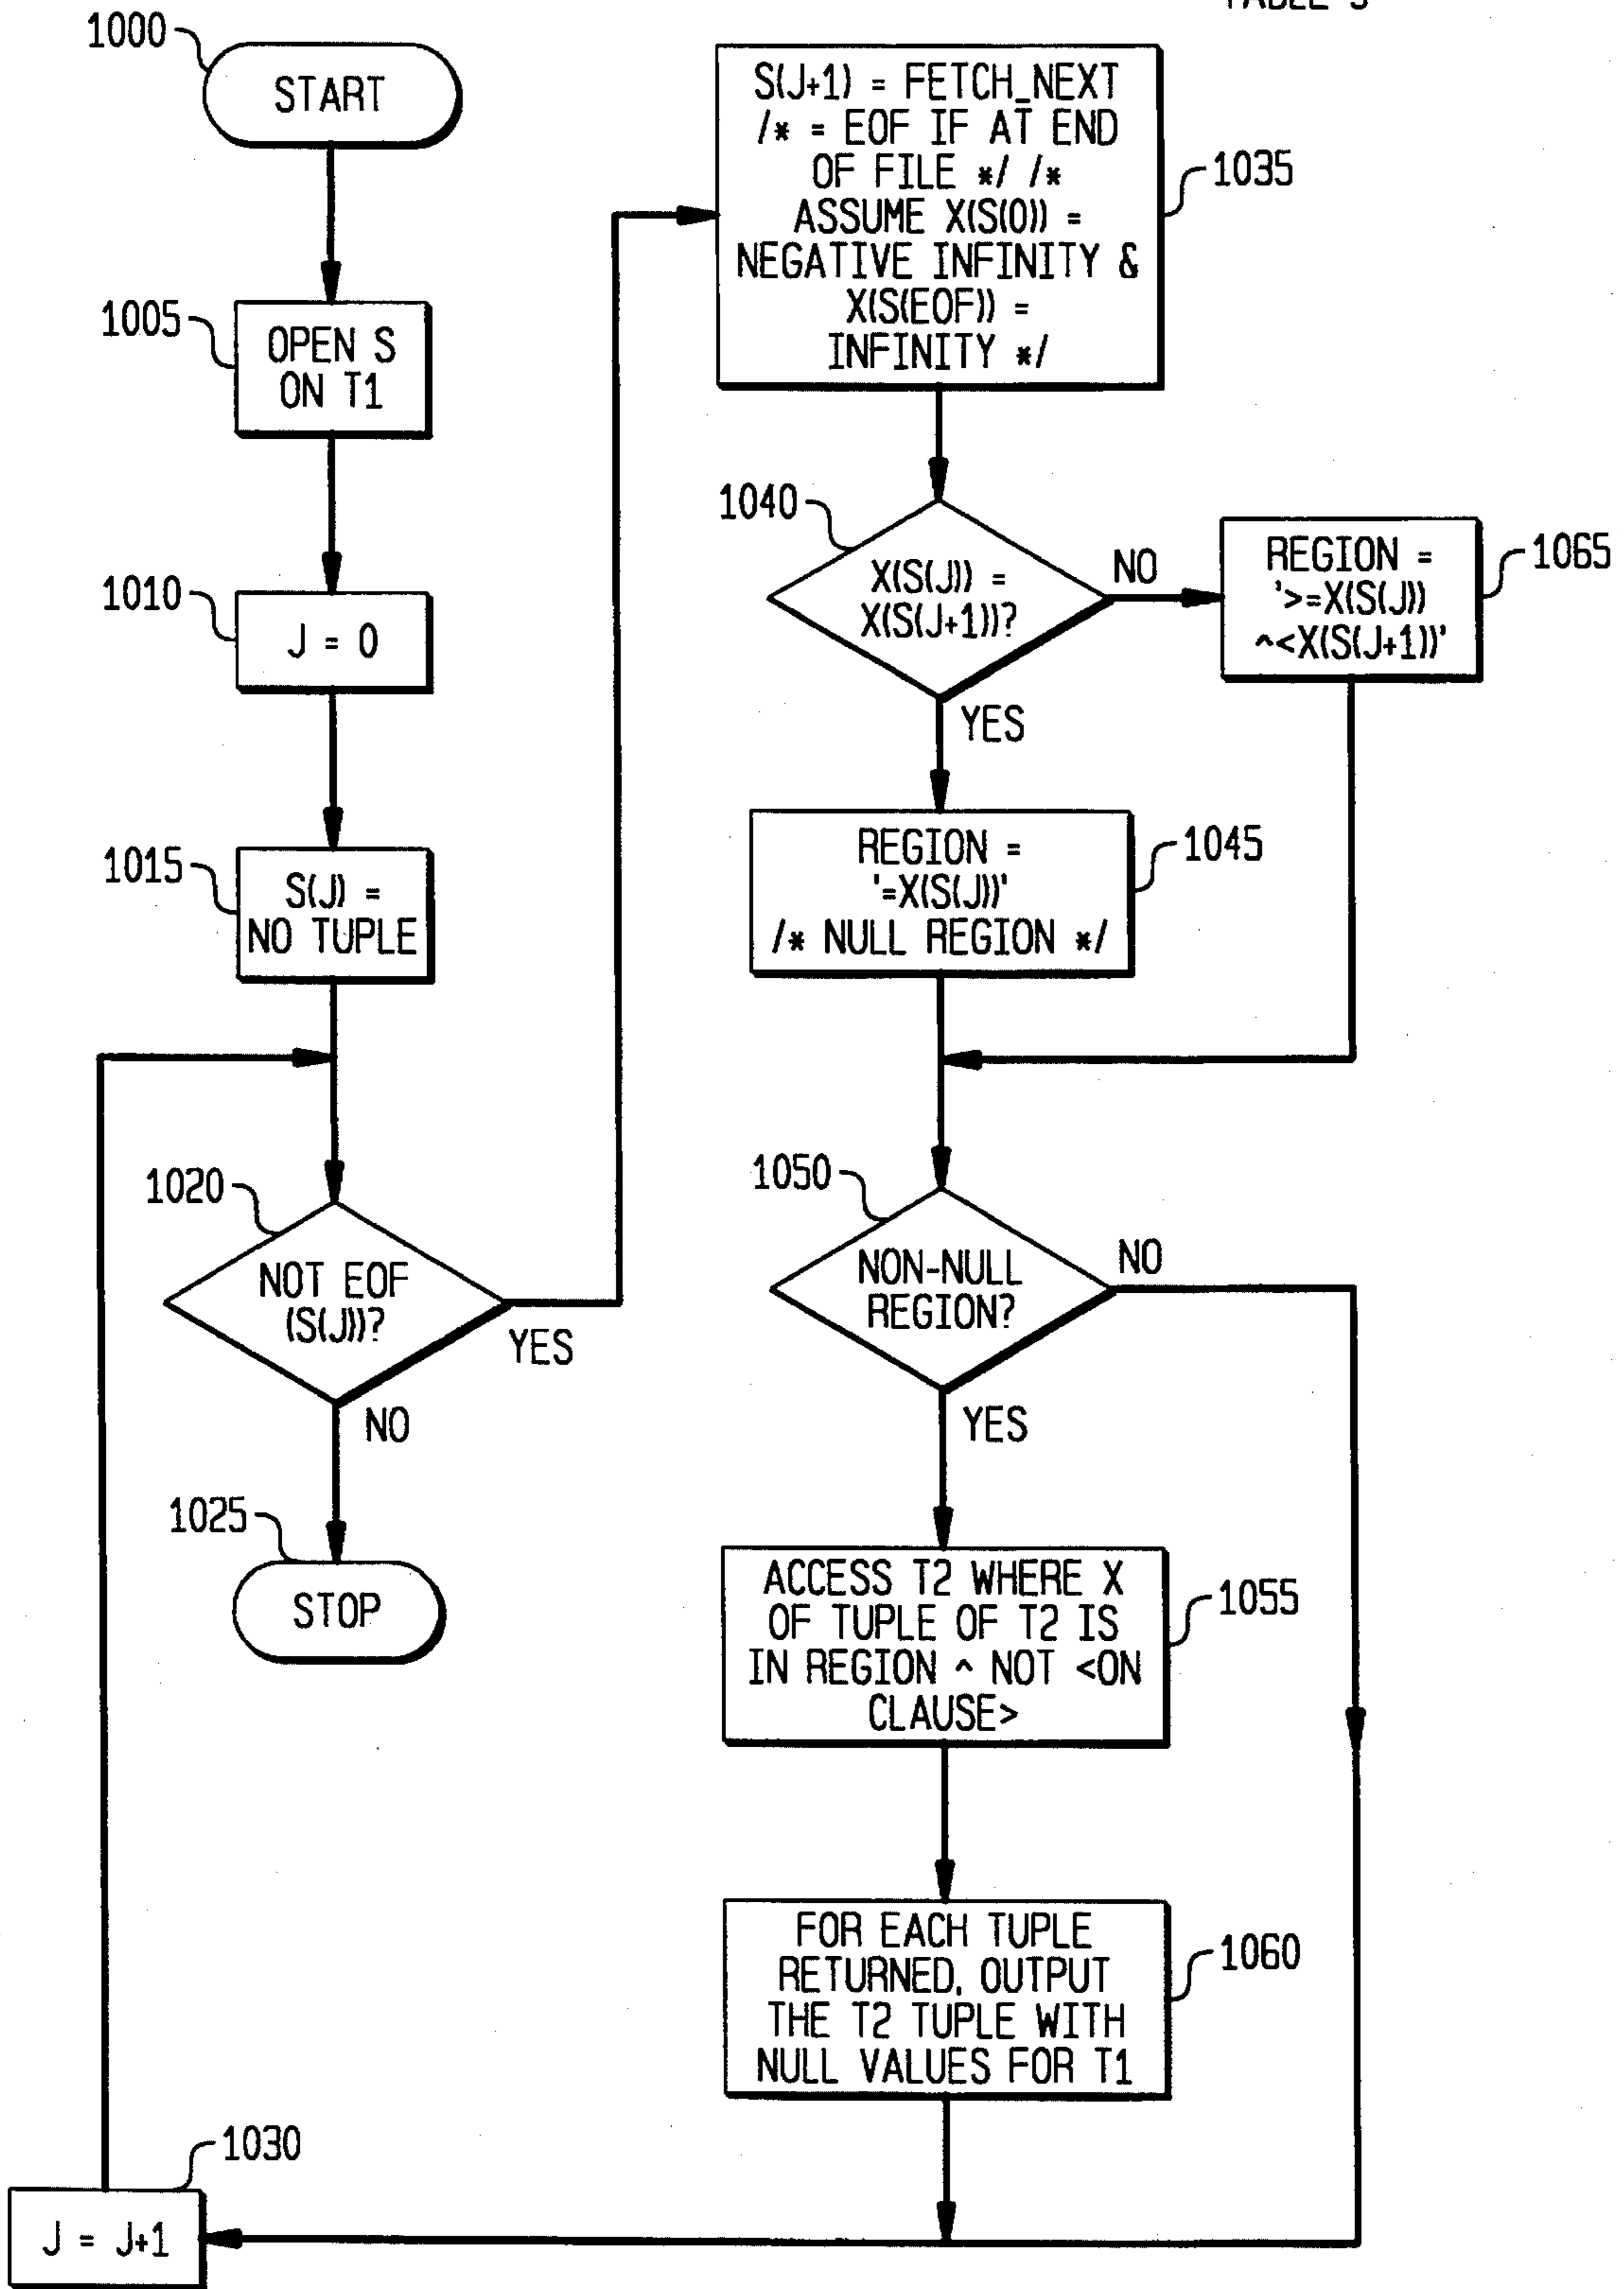 1000
START
1005
OPEN S
ON T1
1010
J = 0
1015
S(J) =
NO TUPLE
1020
NOT EOF
(S(J))?
YES
NO
1025
STOP
1030
J = J+1
S(J+1) = FETCH_NEXT
/* = EOF IF AT END
OF FILE */ /*
ASSUME X(S(0)) =
NEGATIVE INFINITY &
X(S(EOF)) =
INFINITY */
1035
1040
X(S(J)) =
X(S(J+1))?
NO
YES
REGION =
'>=X(S(J))
^<X(S(J+1))'
1065
REGION =
'=X(S(J))'
/* NULL REGION */
1045
1050
NON-NULL
REGION?
NO
YES
ACCESS T2 WHERE X
OF TUPLE OF T2 IS
IN REGION ^ NOT <ON
CLAUSE>
1055
FOR EACH TUPLE
RETURNED, OUTPUT
THE T2 TUPLE WITH
NULL VALUES FOR T1
1060